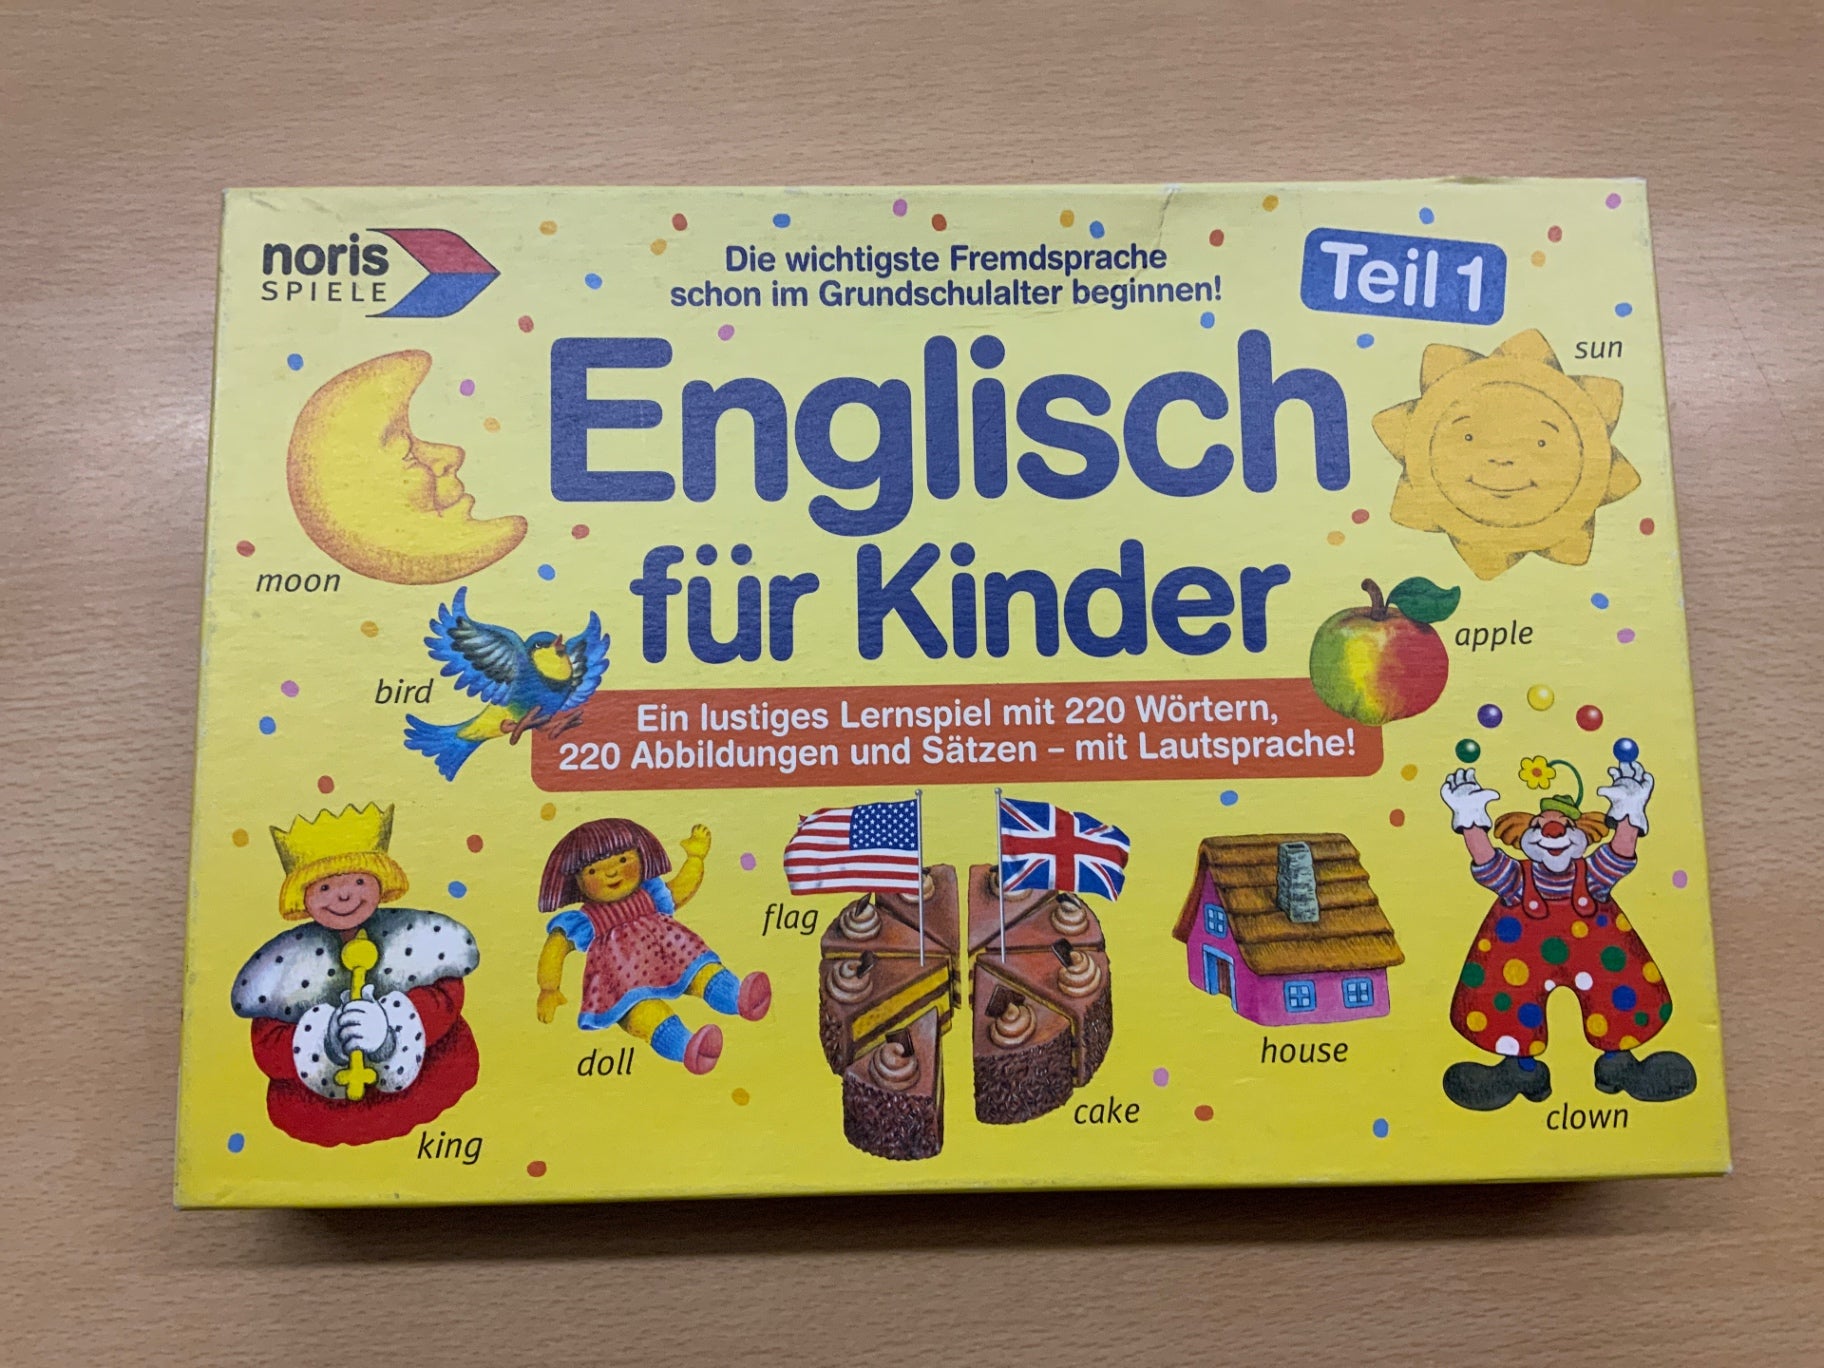 noris
SPIELE
Die wichtigste Fremdsprache
schon im Grundschulalter beginnen!
Teil 1
Englisch
für Kinder
sun
moon
bird
apple
Ein lustiges Lernspiel mit 220 Wörtern,
220 Abbildungen und Sätzen – mit Lautsprache!
flag
doll
house
cake
clown
king